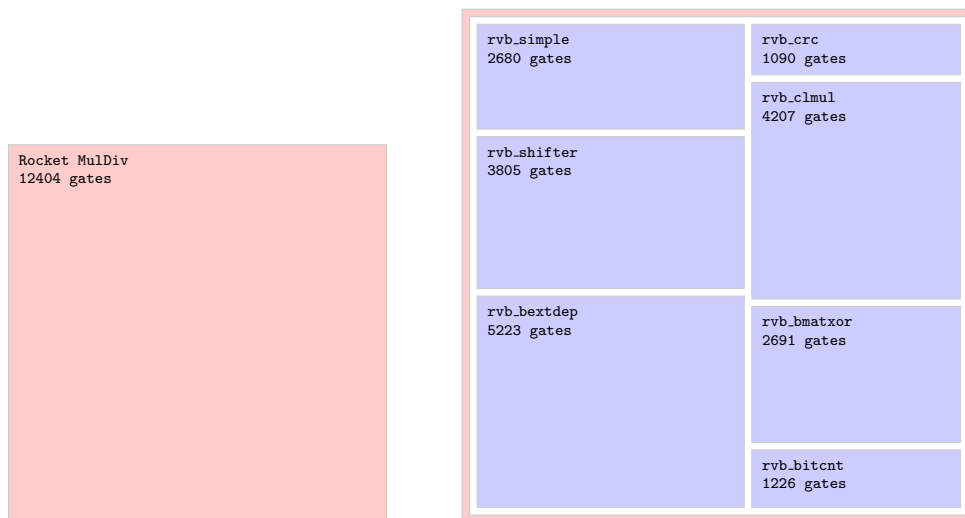 Rocket MulDiv
12404 gates
rvb_simple
2680 gates
rvb_shifter
3805 gates
rvb_bextdep
5223 gates
rvb_crc
1090 gates
rvb_clmul
4207 gates
rvb_bmatxor
2691 gates
rvb_bitcnt
1226 gates